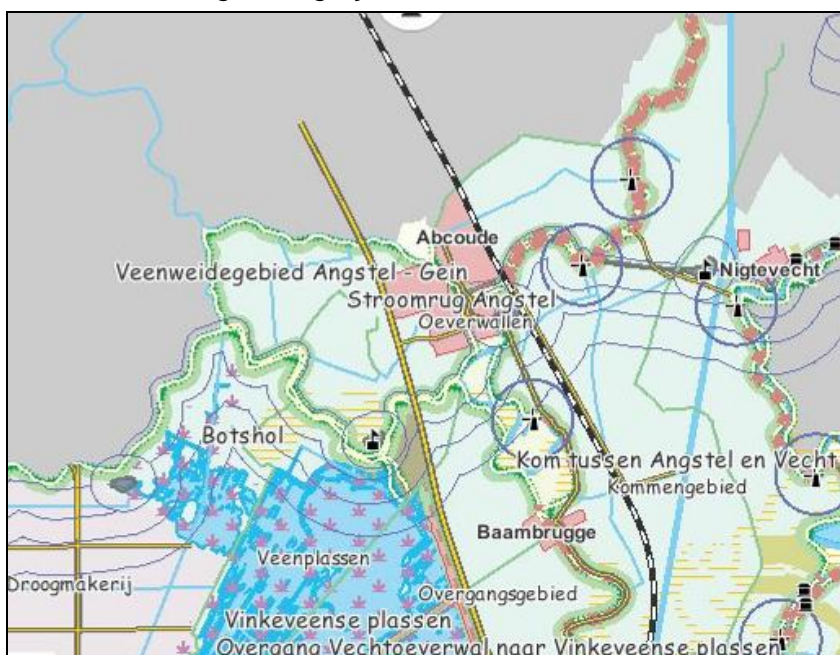 Abcoude
Veenweidegebied Angstel - Gein
Nigtevecht
Stroomrug Angstel
Oeverwallen
Botshol
Kom tussen Angstel en Vecht
Kommengebied
Baambrugge
Veenplassen
Droogmakerij
Overgangsgebied
Vinkeveense plassen
Overgang Vechtoeverwal naar Vinkeveense plassen